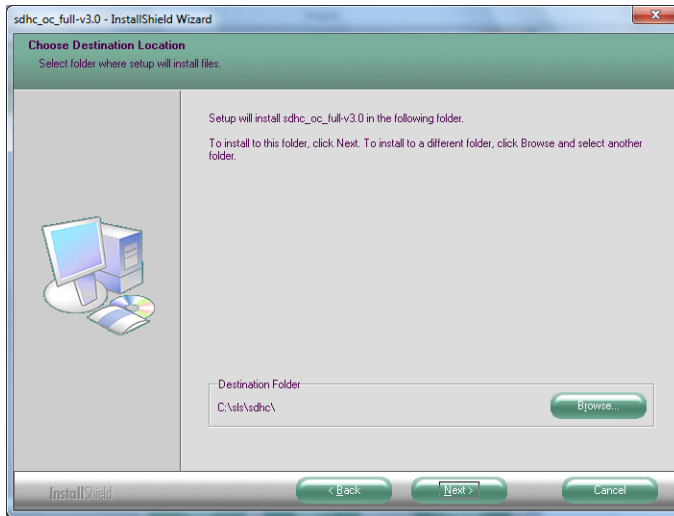 sdhc_oc_full-v3.0 - InstallShield Wizard
Choose Destination Location
Select folder where setup will install files.
Setup will install sdhc_oc_full-v3.0 in the following folder.
To install to this folder, click Next. To install to a different folder, click Browse and select another
folder.
Destination Folder
C:\sls\sdhc\
Browse...
InstallShield
< Back
Next >
Cancel